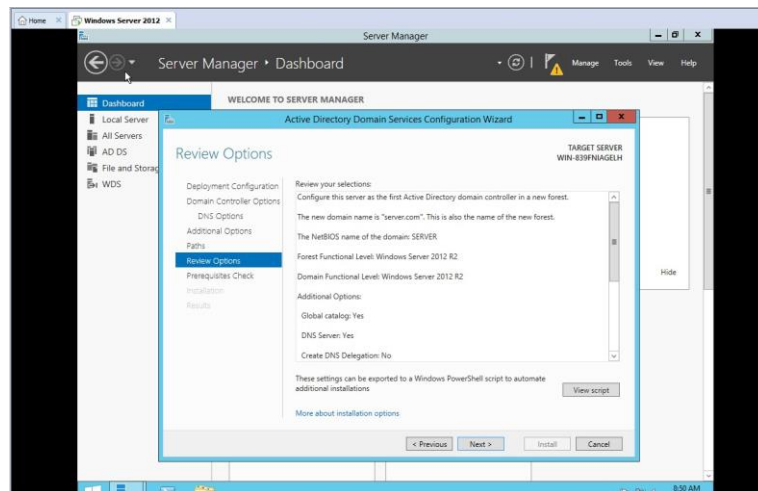 Home
Windows Server 2012
Server Manager
Server Manager • Dashboard
Manage Tools View Help
Dashboard
Local Server
All Servers
AD DS
File and Storag
WDS
WELCOME TO SERVER MANAGER
Active Directory Domain Services Configuration Wizard
Review Options
TARGET SERVER
WIN-839FNIAGELH
Deployment Configuration
Domain Controller Options
DNS Options
Additional Options
Paths
Review Options
Prerequisites Check
Installation
Results
Review your selections:
Configure this server as the first Active Directory domain controller in a new forest.
The new domain name is "server.com". This is also the name of the new forest.
The NetBIOS name of the domain: SERVER
Forest Functional Level: Windows Server 2012 R2
Domain Functional Level: Windows Server 2012 R2
Additional Options:
Global catalog: Yes
DNS Server: Yes
Create DNS Delegation: No
These settings can be exported to a Windows PowerShell script to automate
additional installations
View script
More about installation options
< Previous Next > Install Cancel
Hide
8:50 AM